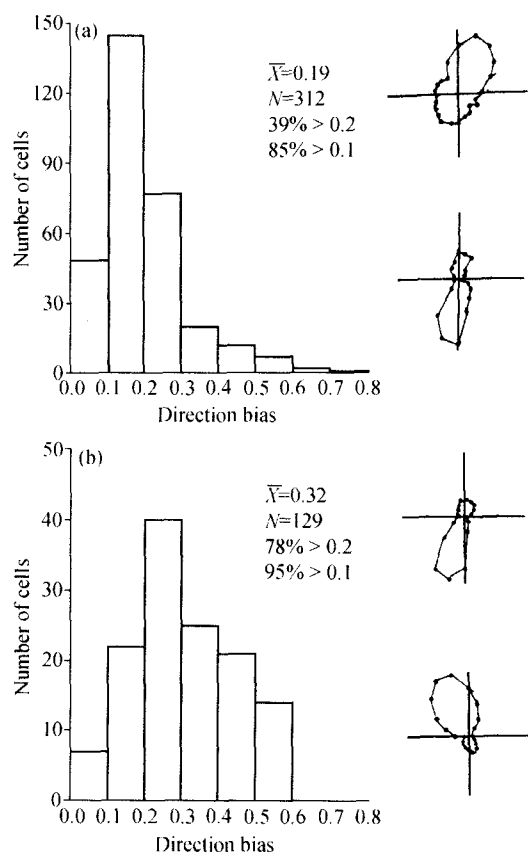 (a)
X̄=0.19
N=312
39% > 0.2
85% > 0.1
Number of cells
150
120
90
60
30
0
0.0 0.1 0.2 0.3 0.4 0.5 0.6 0.7 0.8
Direction bias
(b)
X̄=0.32
N=129
78% > 0.2
95% > 0.1
Number of cells
50
40
30
20
10
0
0.0 0.1 0.2 0.3 0.4 0.5 0.6 0.7 0.8
Direction bias